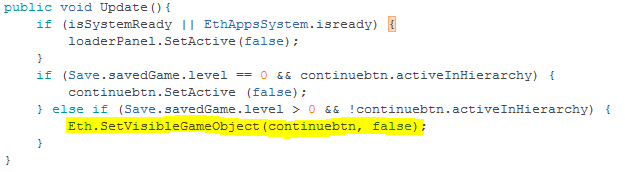 public void Update(){
if (isSystemReady || EthAppsSystem.isready) {
loaderPanel.SetActive(false);
}
if (Save.savedGame.level == 0 && continuebtn.activeInHierarchy) {
continuebtn.SetActive (false);
} else if (Save.savedGame.level > 0 && !continuebtn.activeInHierarchy) {
Eth.SetVisibleGameObject(continuebtn, false);
}
}